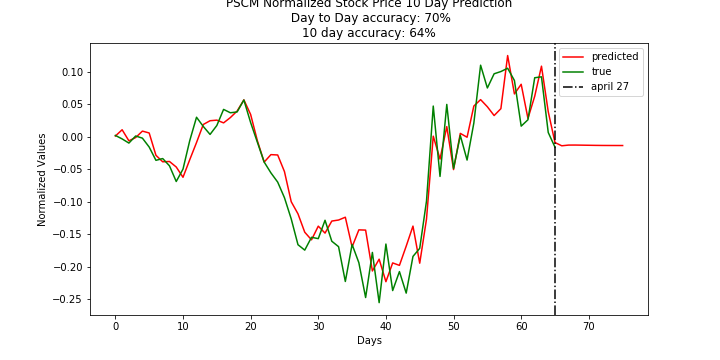 PSCM Normalized Stock Price 10 Day Prediction
Day to Day accuracy: 70%
10 day accuracy: 64%
predicted
true
april 27
Normalized Values
0.10
0.05
0.00
−0.05
−0.10
−0.15
−0.20
−0.25
0 10 20 30 40 50 60 70
Days